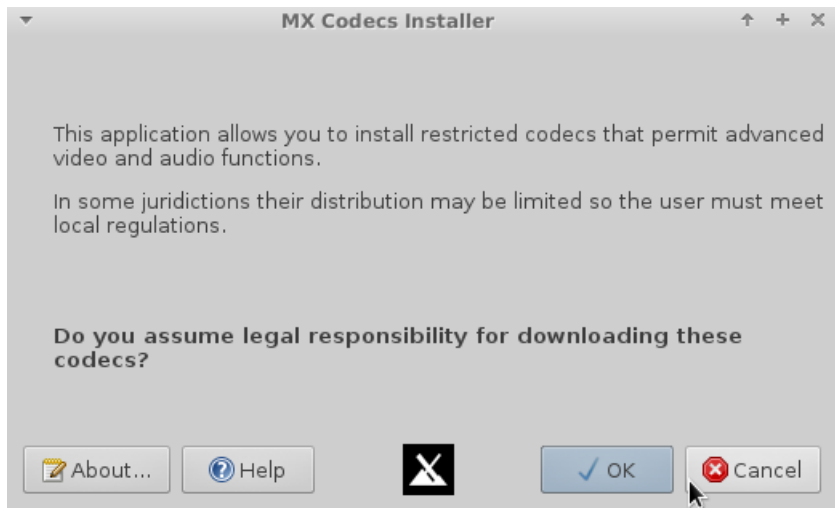 MX Codecs Installer
This application allows you to install restricted codecs that permit advanced
video and audio functions.
In some juridictions their distribution may be limited so the user must meet
local regulations.
Do you assume legal responsibility for downloading these
codecs?
About... Help OK Cancel